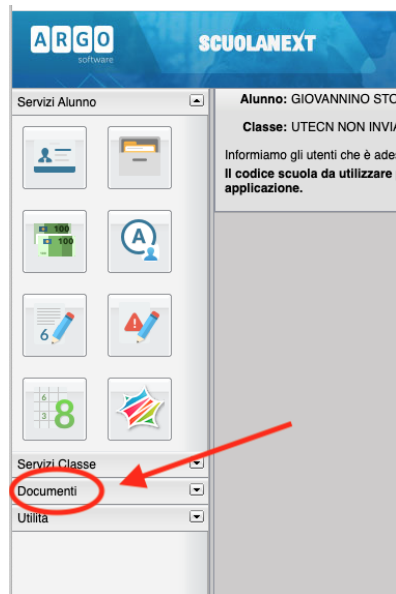 ARGO
software
SCUOLANEXT
Servizi Alunno
Alunno: GIOVANNINO STO
Classe: UTECN NON INVIA
Informiamo gli utenti che è ades
Il codice scuola da utilizzare
applicazione.
100
100
A
6
6
3
8
Servizi Classe
Documenti
Utilità